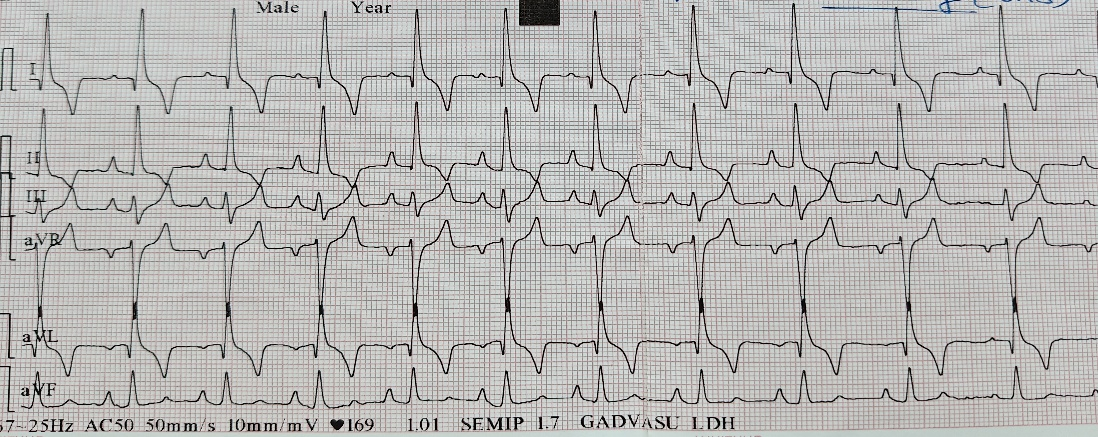 Male Year
I
II
III
aVR
aVL
aVF
67~25Hz AC50 50mm/s 10mm/mV ♥169 1.01 SEMIP 1.7 GADVASU LDH